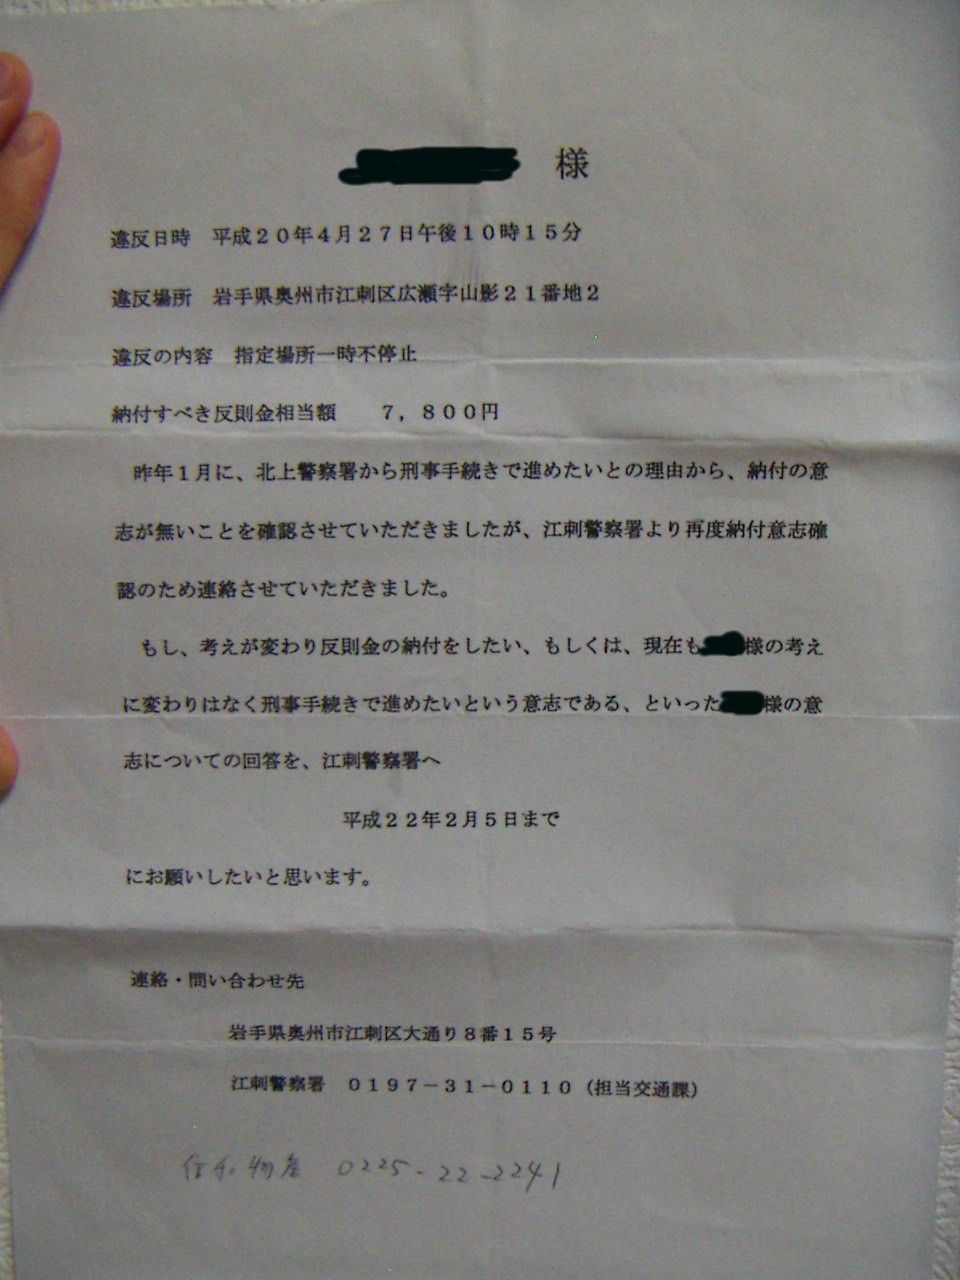 様
違反日時　平成２０年４月２７日午後１０時１５分
違反場所　岩手県奥州市江刺区広瀬字山影２１番地２
違反の内容　指定場所一時不停止
納付すべき反則金相当額　　７，８００円
昨年１月に、北上警察署から刑事手続きで進めたいとの理由から、納付の意
志が無いことを確認させていただきましたが、江刺警察署より再度納付意志確
認のため連絡させていただきました。
もし、考えが変わり反則金の納付をしたい、もしくは、現在も様の考え
に変わりはなく刑事手続きで進めたいという意志である、といった様の意
志についての回答を、江刺警察署へ
平成２２年２月５日まで
にお願いしたいと思います。
連絡・問い合わせ先
岩手県奥州市江刺区大通り８番１５号
江刺警察署　０１９７－３１－０１１０（担当交通課）
物産　0225-22-2241